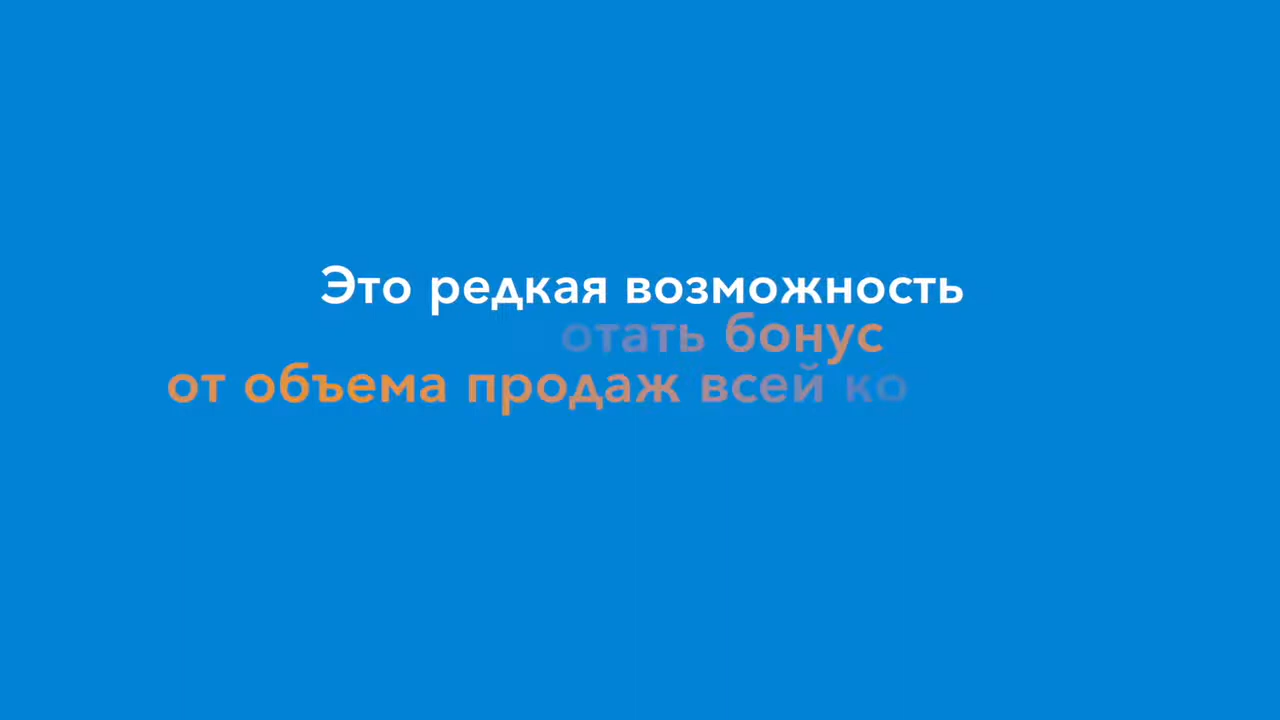 Это редкая возможность
отать бонус
от объема продаж всей ко